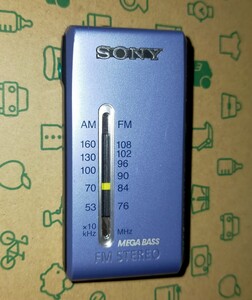 SONY
AM FM
160 108
130 102
100 96
70 90
53 84
×10 76
kHz MHz
MEGA BASS
FM STEREO